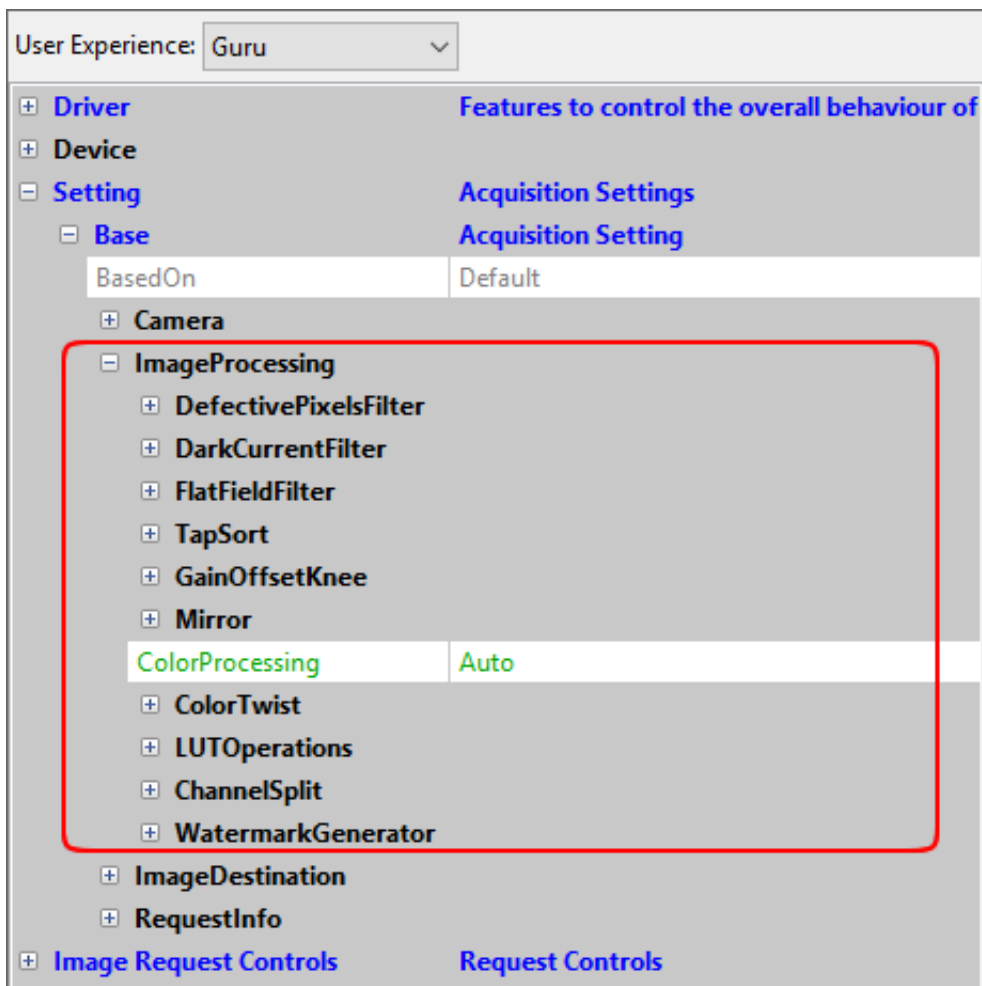 User Experience: Guru
Driver Features to control the overall behaviour of
Device
Setting Acquisition Settings
Base Acquisition Setting
BasedOn Default
Camera
ImageProcessing
DefectivePixelsFilter
DarkCurrentFilter
FlatFieldFilter
TapSort
GainOffsetKnee
Mirror
ColorProcessing Auto
ColorTwist
LUTOperations
ChannelSplit
WatermarkGenerator
ImageDestination
RequestInfo
Image Request Controls Request Controls